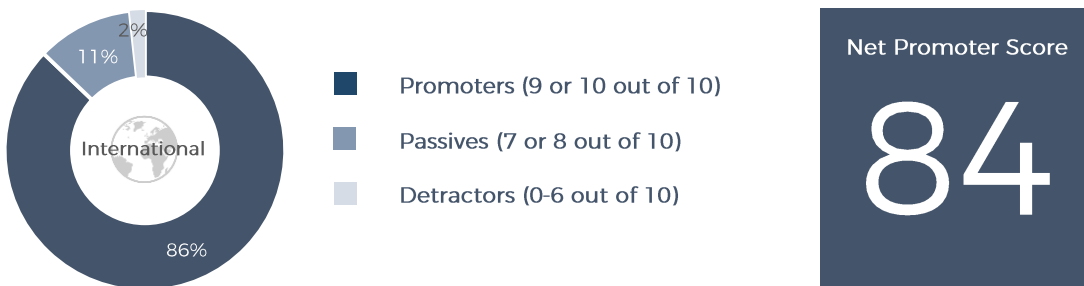 2%
11%
International
86%
Promoters (9 or 10 out of 10)
Passives (7 or 8 out of 10)
Detractors (0-6 out of 10)
Net Promoter Score
84